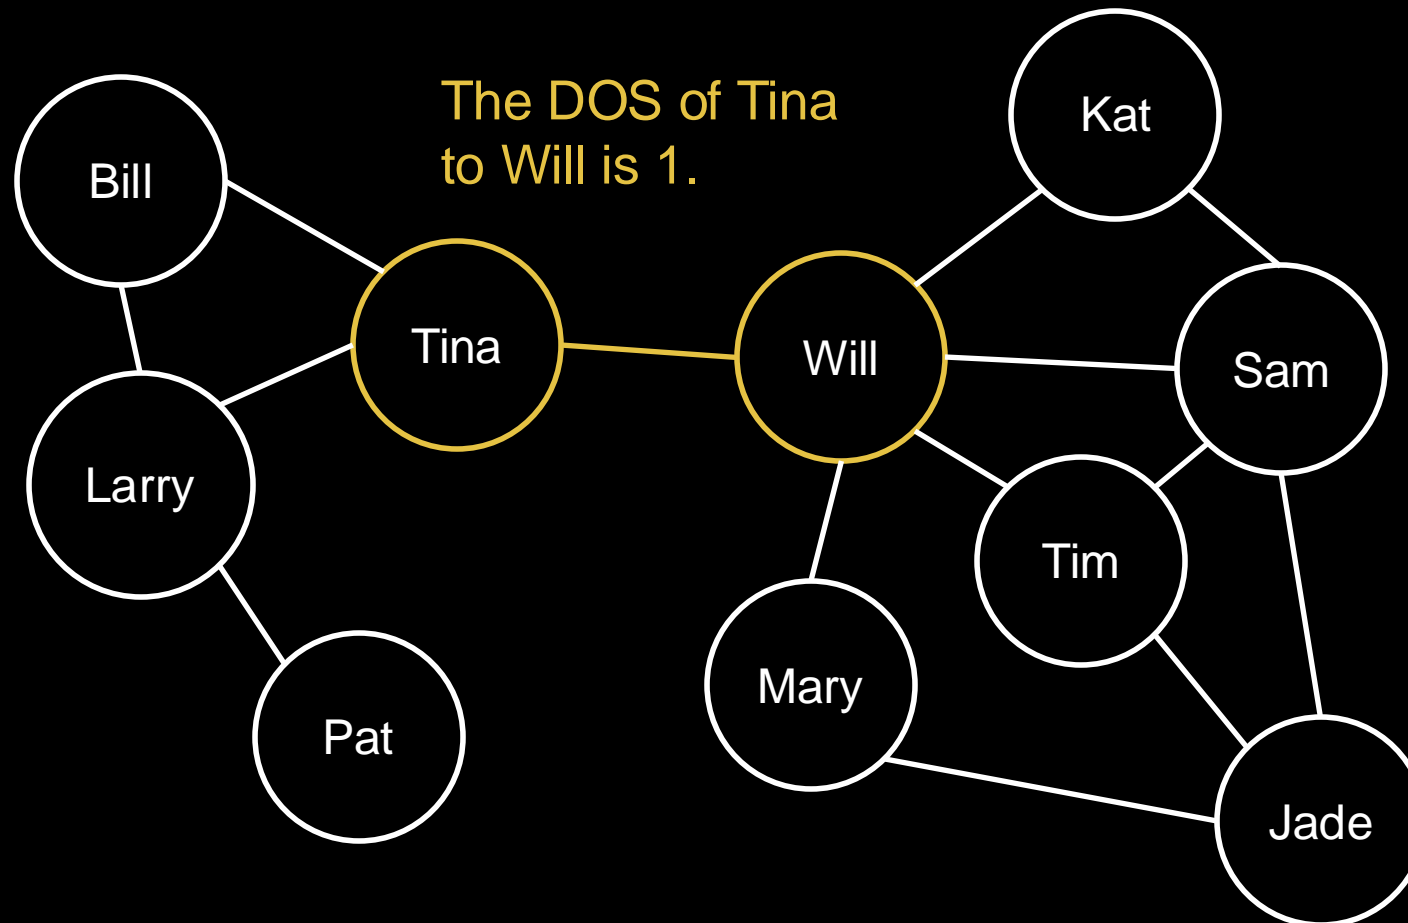 The DOS of Tina
to Will is 1.
Kat
Bill
Tina
Will
Sam
Larry
Tim
Mary
Pat
Jade